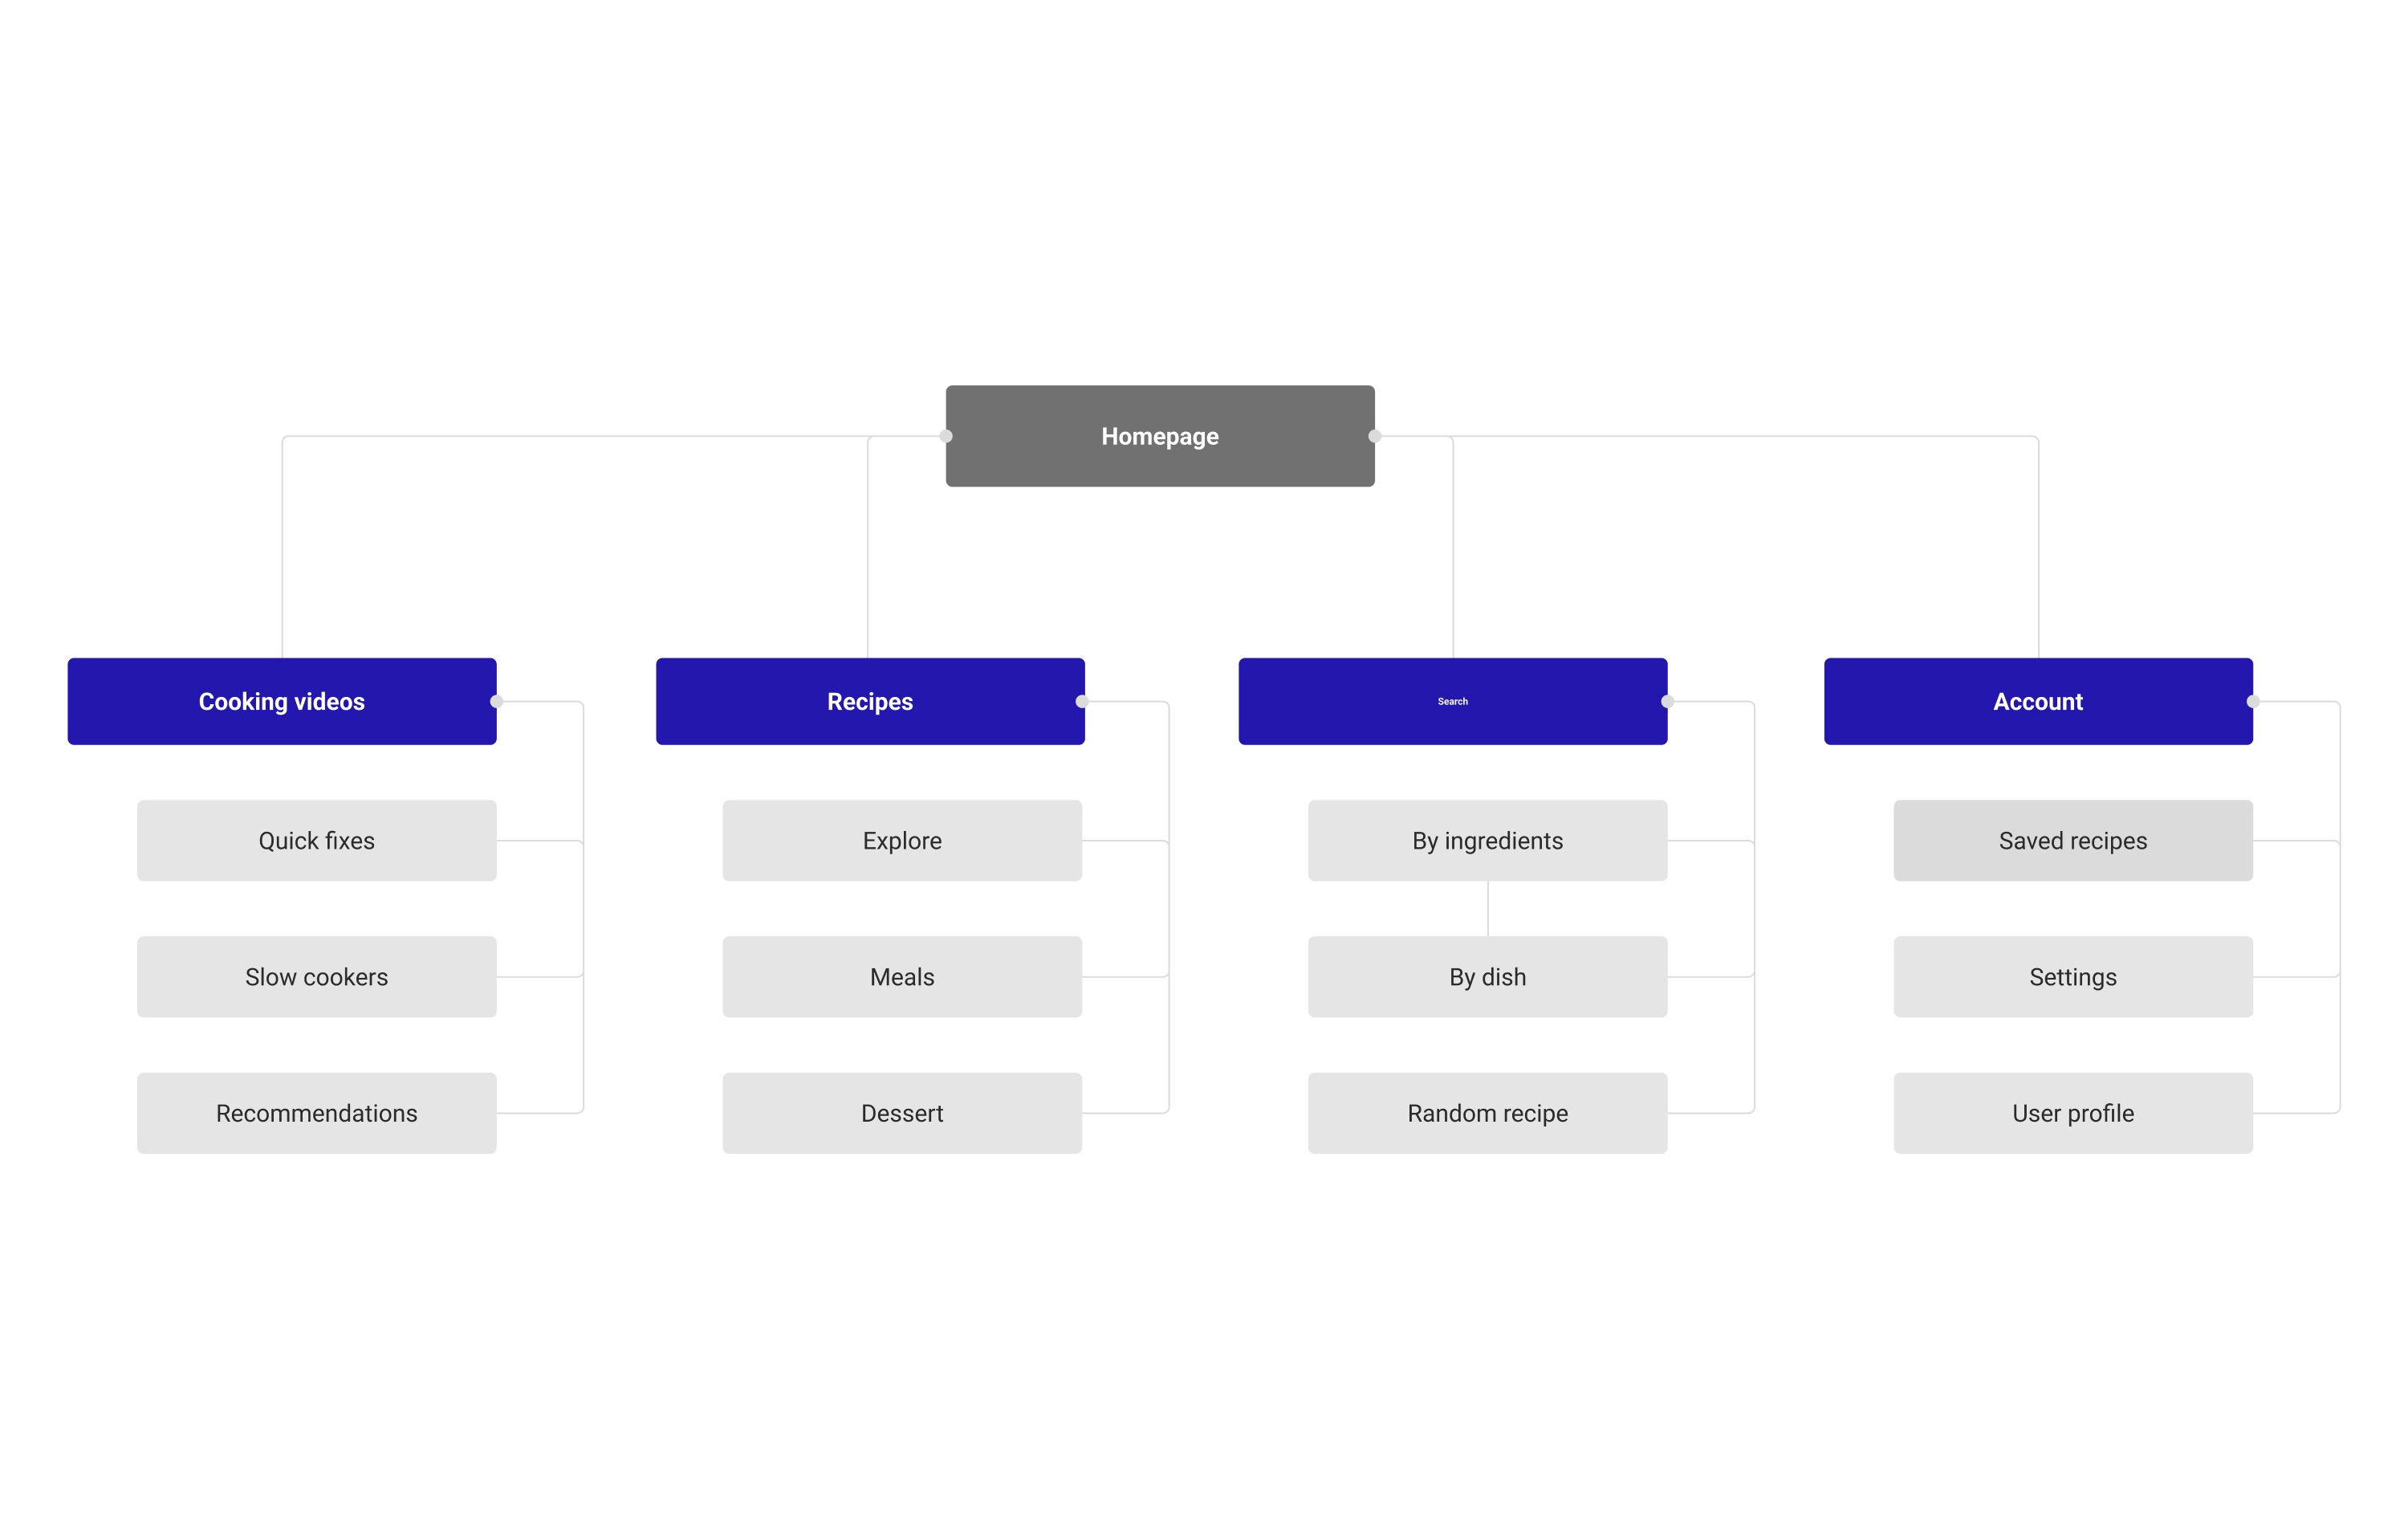 Homepage
Cooking videos
Recipes
Search
Account
Quick fixes
Explore
By ingredients
Saved recipes
Slow cookers
Meals
By dish
Settings
Recommendations
Dessert
Random recipe
User profile